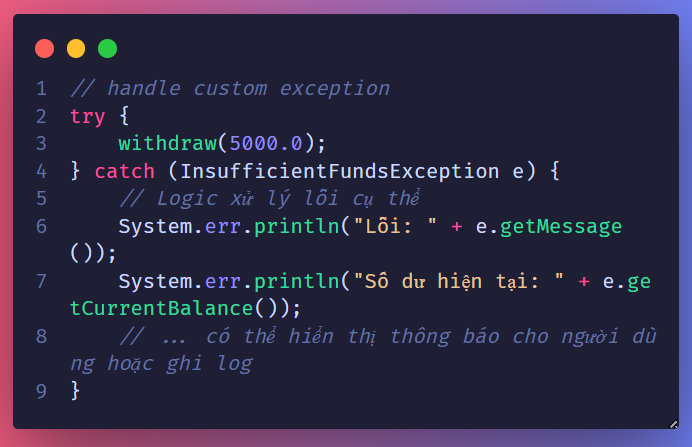 1 // handle custom exception
2 try {
3 withdraw(5000.0);
4 } catch (InsufficientFundsException e) {
5 // Logic xử lý lỗi cụ thể
6 System.err.println("Lỗi: " + e.getMessage
());
7 System.err.println("Số dư hiện tại: " + e.ge
tCurrentBalance());
8 // ... có thể hiển thị thông báo cho người dù
ng hoặc ghi log
9 }